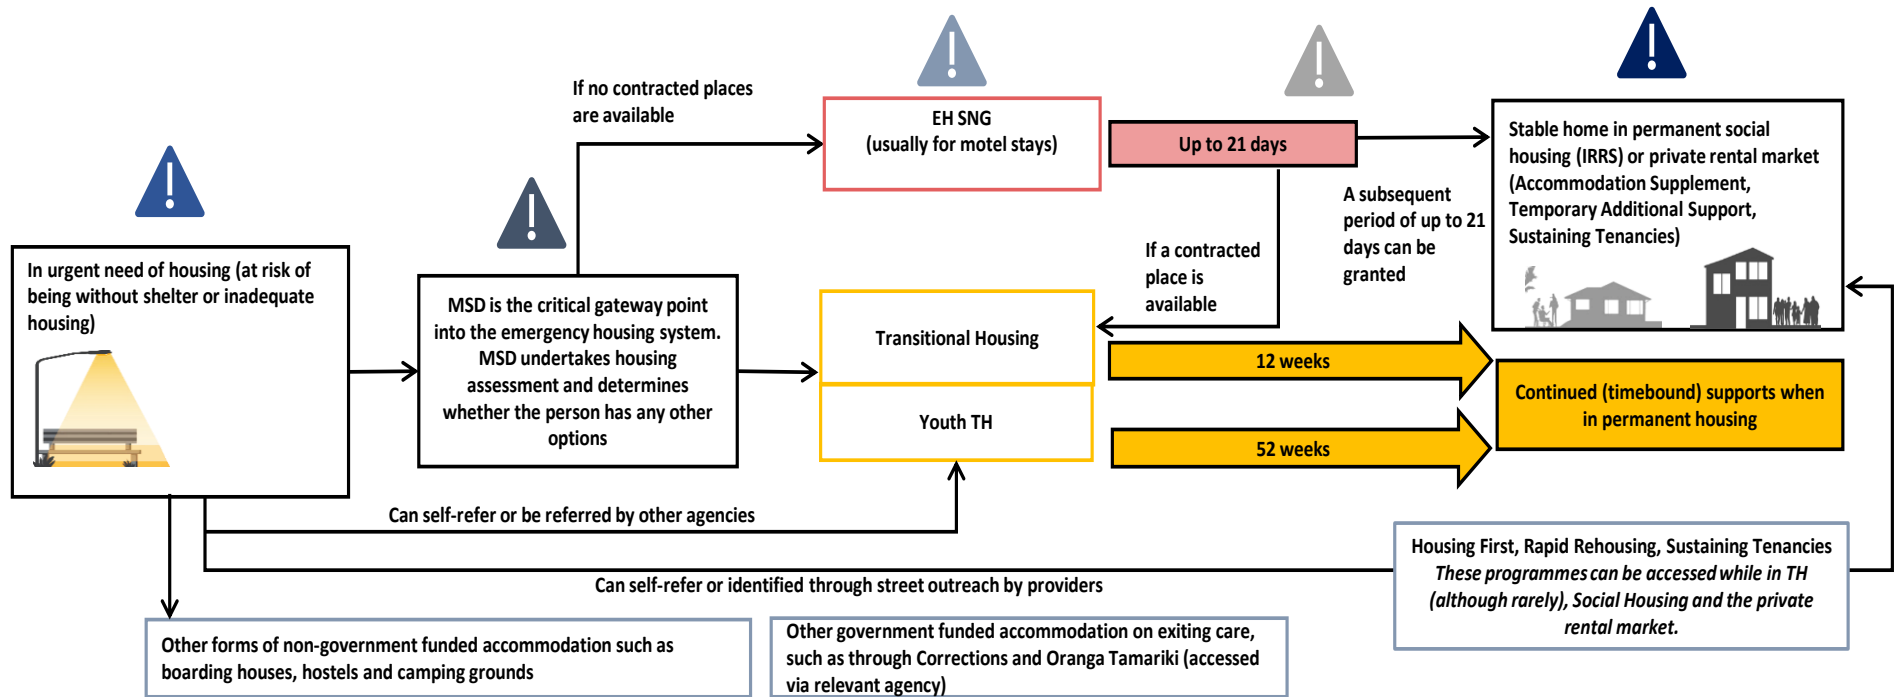 If no contracted places
are available
EH SNG
(usually for motel stays)
Up to 21 days
Stable home in permanent social
housing (IRRS) or private rental market
(Accommodation Supplement,
Temporary Additional Support,
Sustaining Tenancies)
A subsequent
period of up to 21
days can be
granted
If a contracted
place is
available
In urgent need of housing (at risk of
being without shelter or inadequate
housing)
MSD is the critical gateway point
into the emergency housing system.
MSD undertakes housing
assessment and determines
whether the person has any other
options
Transitional Housing
Youth TH
12 weeks
52 weeks
Continued (timebound) supports when
in permanent housing
Can self-refer or be referred by other agencies
Can self-refer or identified through street outreach by providers
Housing First, Rapid Rehousing, Sustaining Tenancies
These programmes can be accessed while in TH
(although rarely), Social Housing and the private
rental market.
Other forms of non-government funded accommodation such as
boarding houses, hostels and camping grounds
Other government funded accommodation on exiting care,
such as through Corrections and Oranga Tamariki (accessed
via relevant agency)